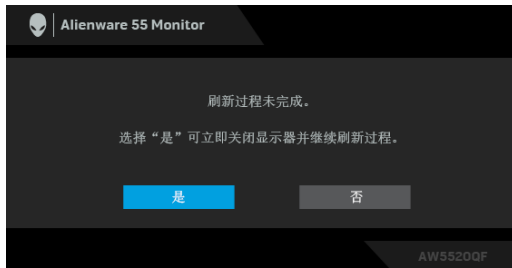 Alienware 55 Monitor
刷新过程未完成。
选择“是”可立即关闭显示器并继续刷新过程。
是
否
AW5520QF